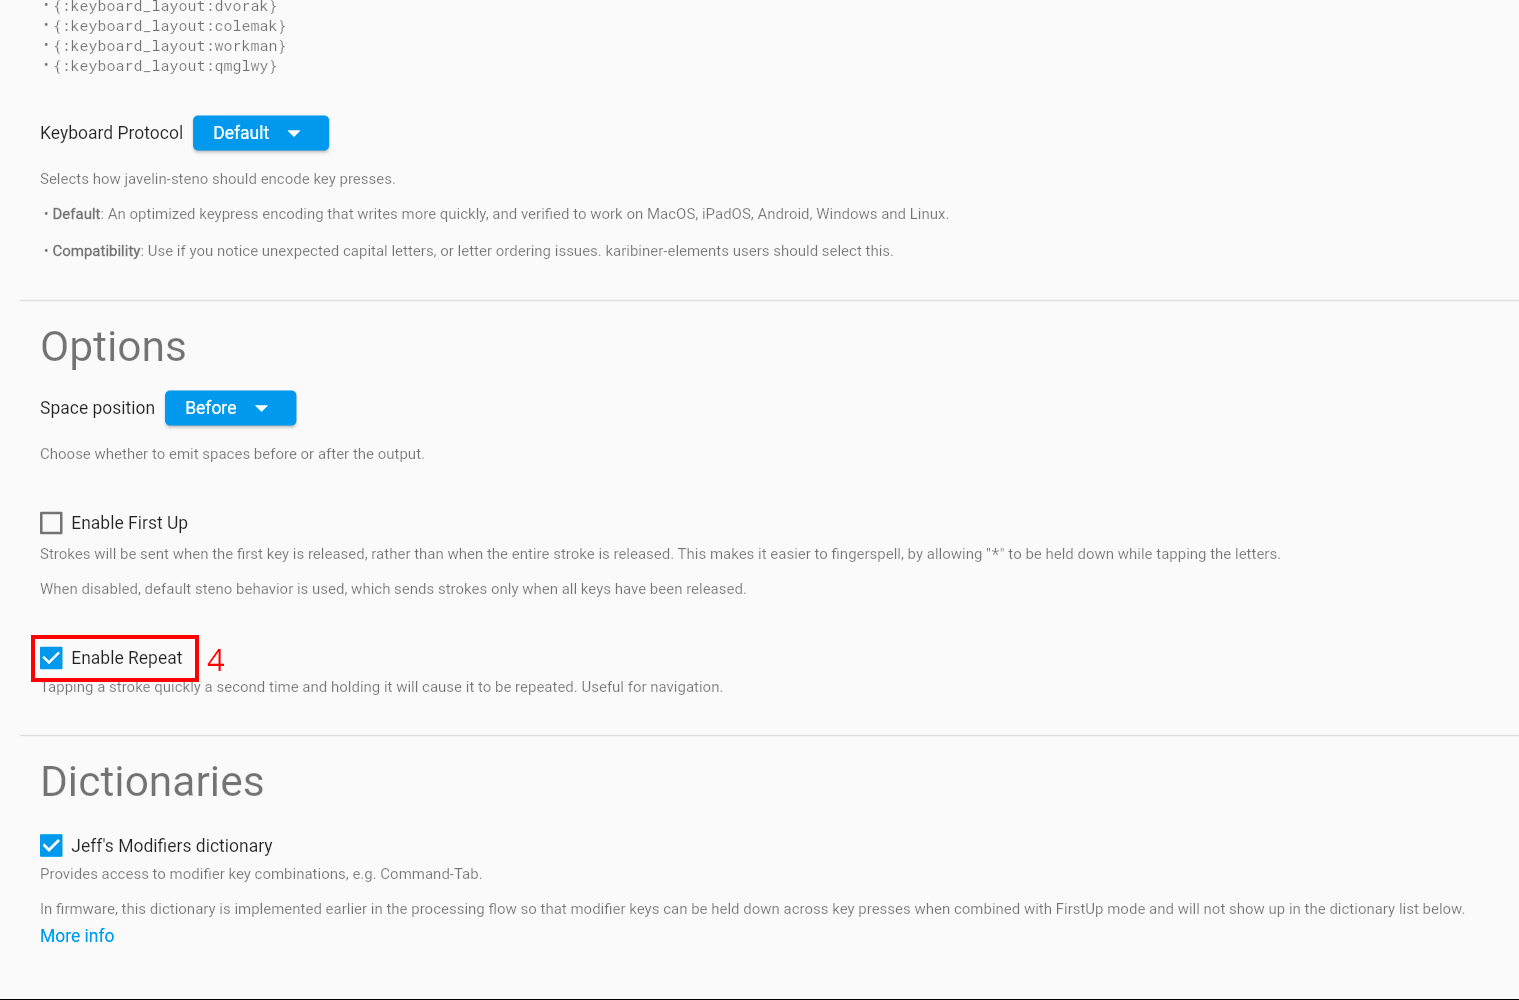 • {:keyboard_layout:dvorak}
• {:keyboard_layout:colemak}
• {:keyboard_layout:workman}
• {:keyboard_layout:qmglwy}
Keyboard Protocol Default
Selects how javelin-steno should encode key presses.
• Default: An optimized keypress encoding that writes more quickly, and verified to work on MacOS, iPadOS, Android, Windows and Linux.
• Compatibility: Use if you notice unexpected capital letters, or letter ordering issues. karibiner-elements users should select this.
Options
Space position Before
Choose whether to emit spaces before or after the output.
Enable First Up
Strokes will be sent when the first key is released, rather than when the entire stroke is released. This makes it easier to fingerspell, by allowing "*" to be held down while tapping the letters.
When disabled, default steno behavior is used, which sends strokes only when all keys have been released.
Enable Repeat 4
Tapping a stroke quickly a second time and holding it will cause it to be repeated. Useful for navigation.
Dictionaries
Jeff's Modifiers dictionary
Provides access to modifier key combinations, e.g. Command-Tab.
In firmware, this dictionary is implemented earlier in the processing flow so that modifier keys can be held down across key presses when combined with FirstUp mode and will not show up in the dictionary list below.
More info